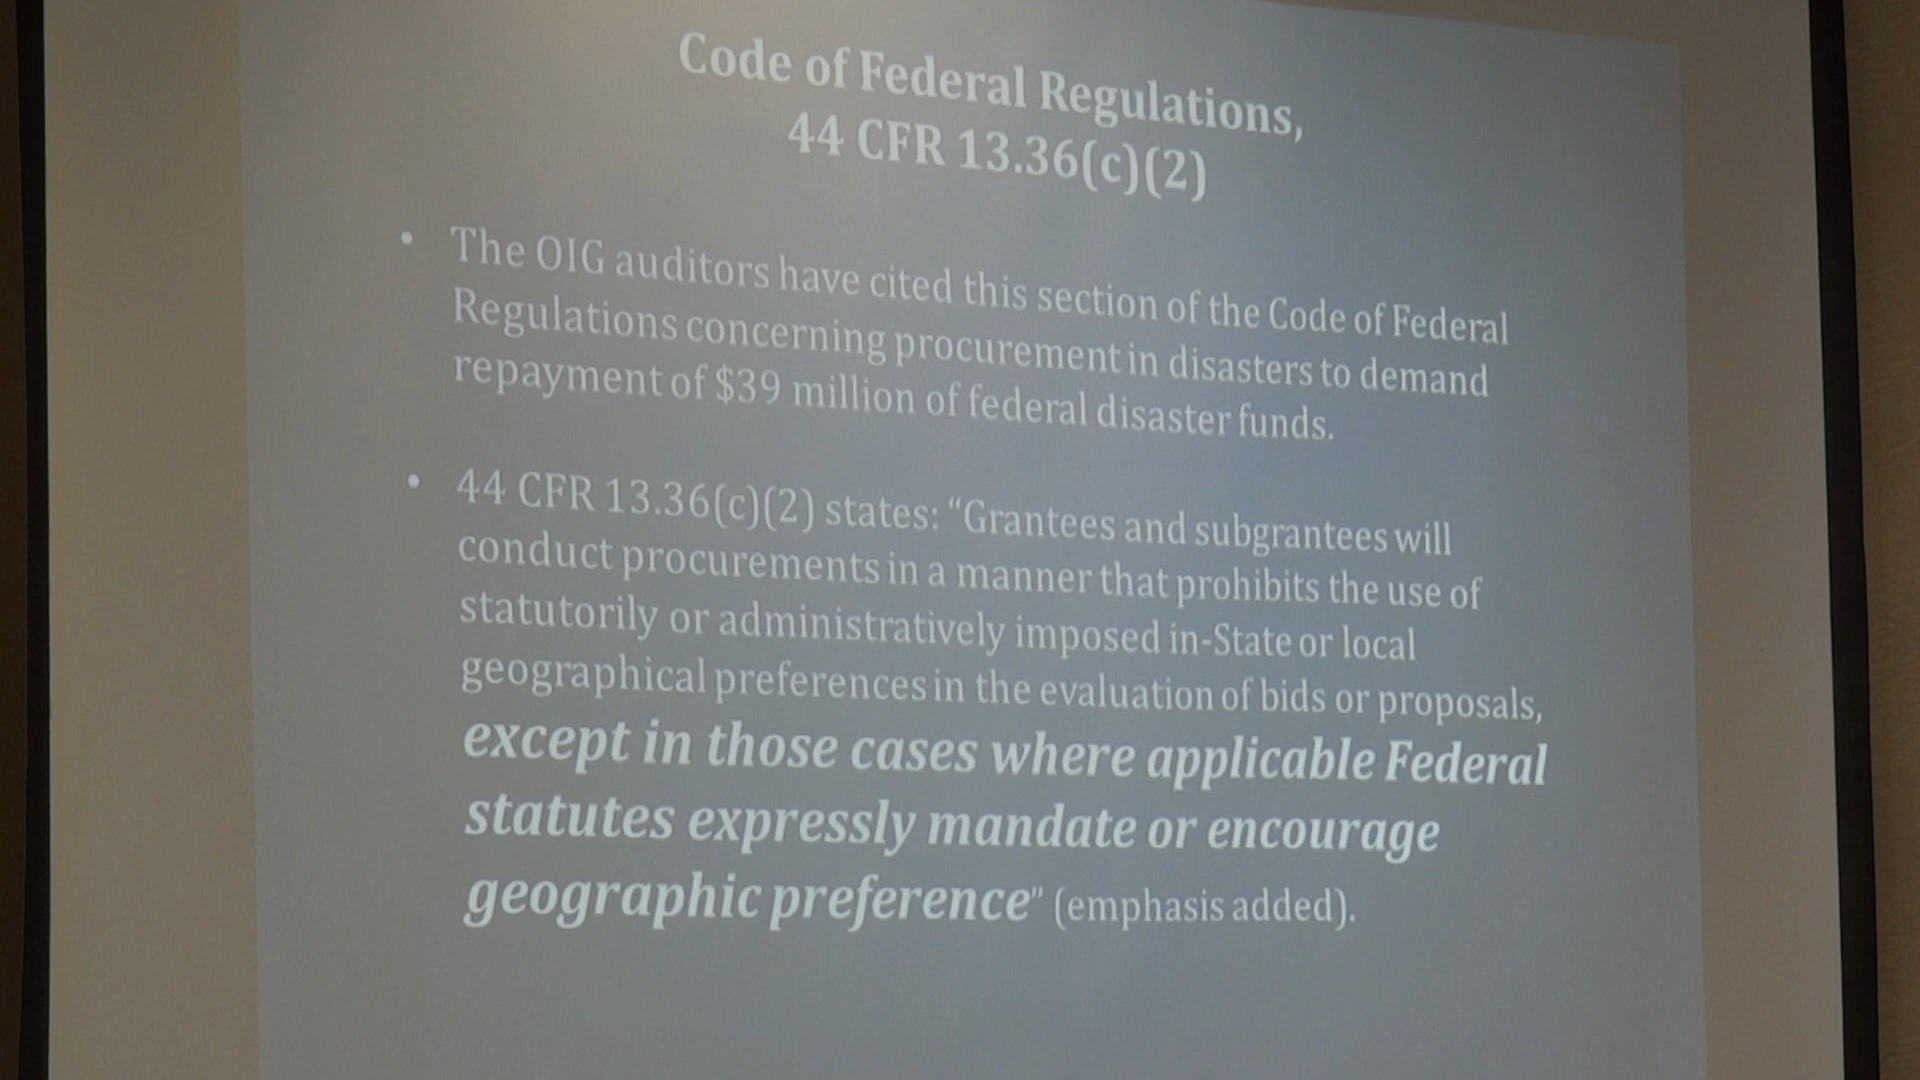 Code of Federal Regulations,
44 CFR 13.36(c)(2)
• The OIG auditors have cited this section of the Code of Federal
Regulations concerning procurement in disasters to demand
repayment of $39 million of federal disaster funds.
• 44 CFR 13.36(c)(2) states: “Grantees and subgrantees will
conduct procurements in a manner that prohibits the use of
statutorily or administratively imposed in-State or local
geographical preferences in the evaluation of bids or proposals,
except in those cases where applicable Federal
statutes expressly mandate or encourage
geographic preference” (emphasis added).